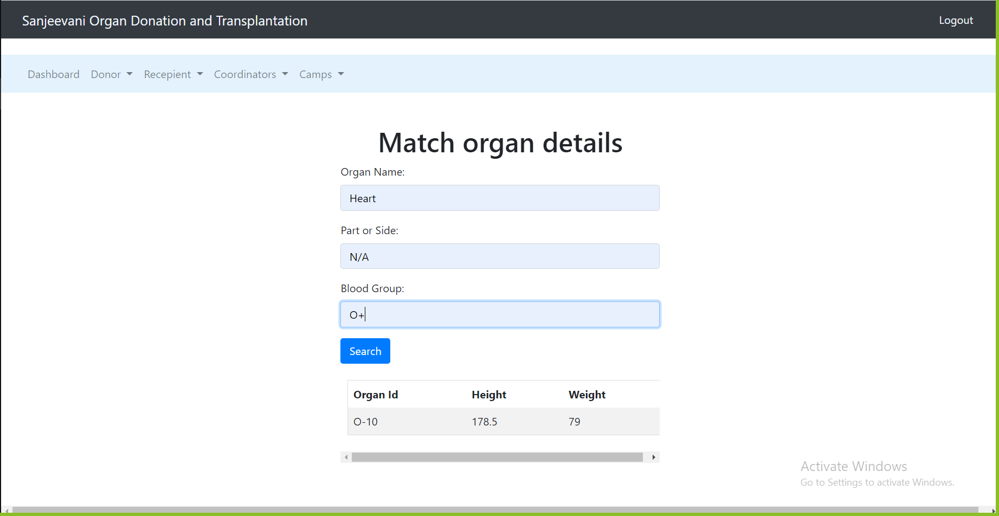 Sanjeevani Organ Donation and Transplantation Logout
Dashboard Donor Recepient Coordinators Camps
Match organ details
Organ Name:
Heart
Part or Side:
N/A
Blood Group:
O+
Search
Organ Id Height Weight
O-10 178.5 79
Activate Windows
Go to Settings to activate Windows.